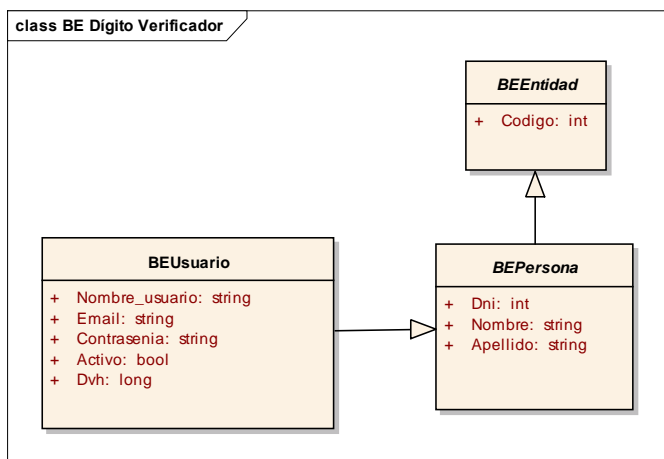 class BE Dígito Verificador
BEEntidad
+ Codigo: int
BEUsuario
+ Nombre_usuario: string
+ Email: string
+ Contrasenia: string
+ Activo: bool
+ Dvh: long
BEPersona
+ Dni: int
+ Nombre: string
+ Apellido: string